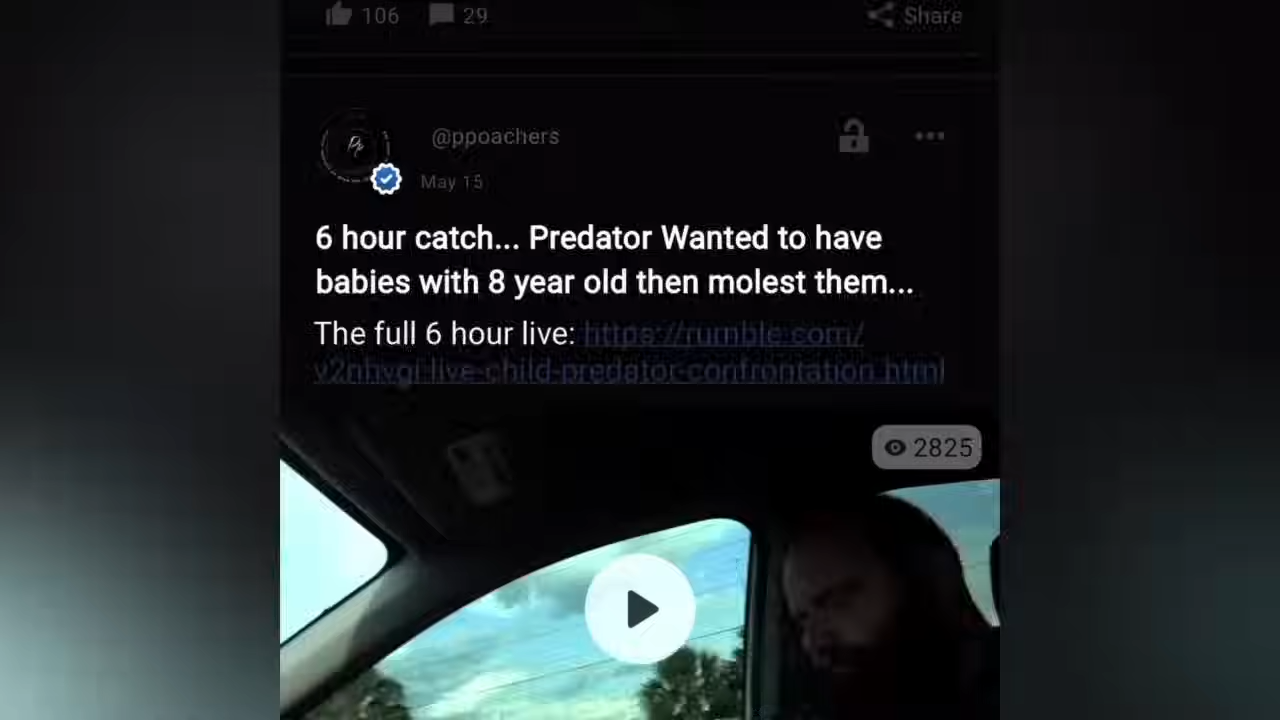 106 29 Share
@ppoachers
May 15
6 hour catch... Predator Wanted to have
babies with 8 year old then molest them...
The full 6 hour live: https://rumble.com/
v2nhvgi-live-child-predator-confrontation.html
2825